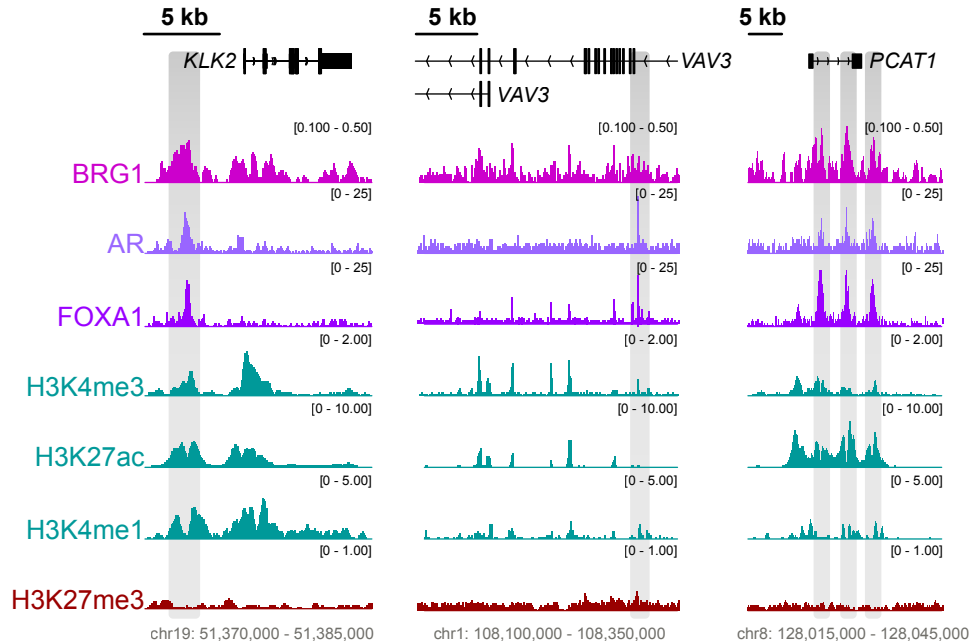 5 kb 5 kb 5 kb
KLK2 VAV3 PCAT1
VAV3
[0.100 - 0.50] [0.100 - 0.50] [0.100 - 0.50]
BRG1
[0 - 25] [0 - 25] [0 - 25]
AR
[0 - 25] [0 - 25] [0 - 25]
FOXA1
[0 - 2.00] [0 - 2.00] [0 - 2.00]
H3K4me3
[0 - 10.00] [0 - 10.00] [0 - 10.00]
H3K27ac
[0 - 5.00] [0 - 5.00] [0 - 5.00]
H3K4me1
[0 - 1.00] [0 - 1.00] [0 - 1.00]
H3K27me3
chr19: 51,370,000 - 51,385,000 chr1: 108,100,000 - 108,350,000 chr8: 128,015,000 - 128,045,000